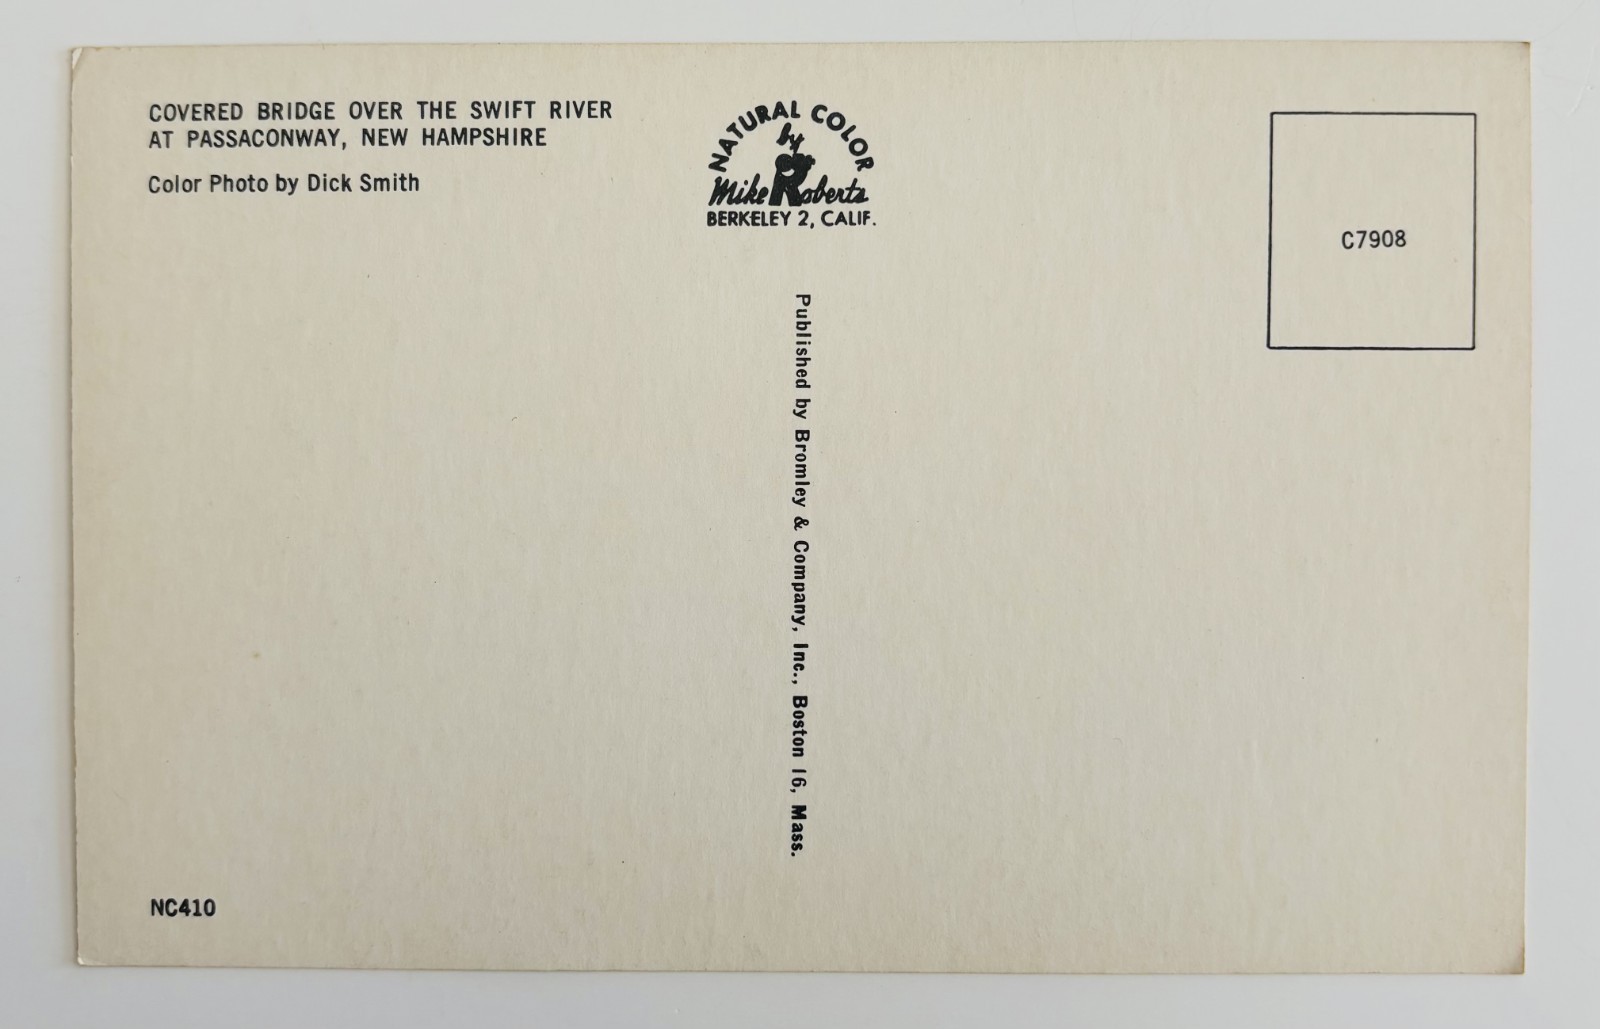 COVERED BRIDGE OVER THE SWIFT RIVER
AT PASSACONWAY, NEW HAMPSHIRE
Color Photo by Dick Smith
NATURAL COLOR
by
Mike Roberts
BERKELEY 2, CALIF.
C7908
Published by Bromley & Company, Inc., Boston 16, Mass.
NC410